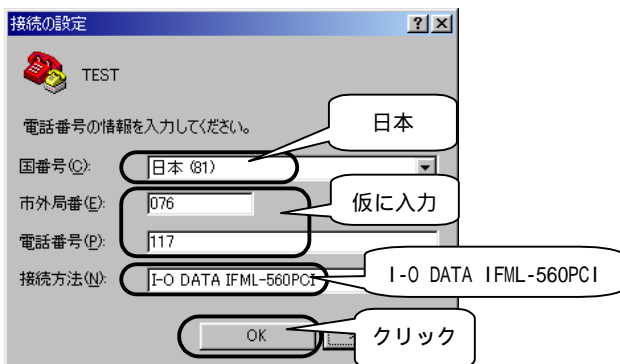 接続の設定
TEST
電話番号の情報を入力してください。
日本
国番号(C): 日本 (81)
市外局番(E): 076
仮に入力
電話番号(P): 117
接続方法(N): I-O DATA IFML-560PCI
I-O DATA IFML-560PCI
OK
クリック